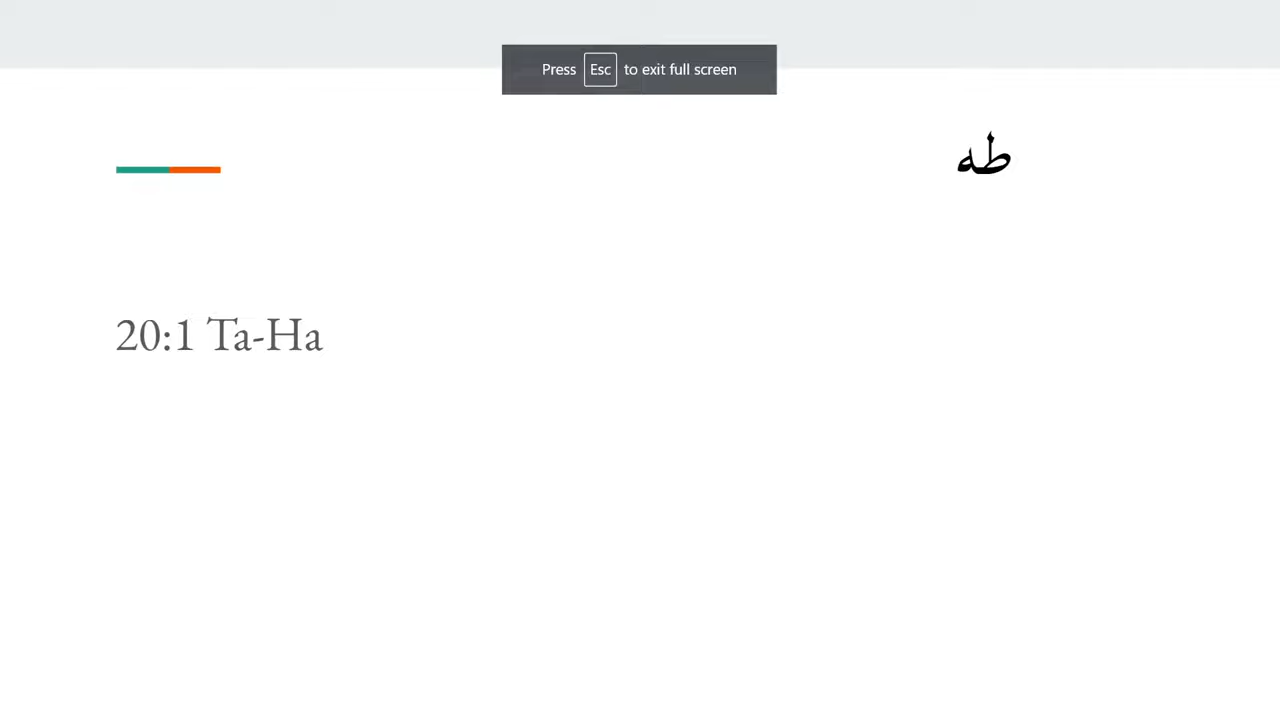 Press Esc to exit full screen
طه
20:1 Ta-Ha